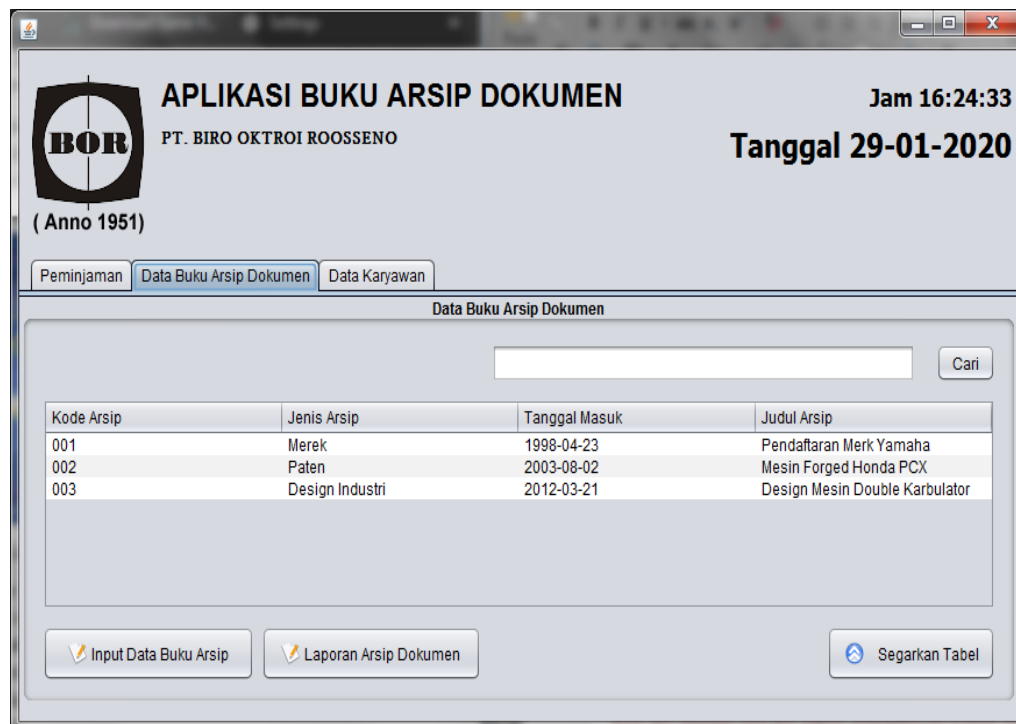 APLIKASI BUKU ARSIP DOKUMEN
Jam 16:24:33
BOR
PT. BIRO OKTROI ROOSSENO
Tanggal 29-01-2020
( Anno 1951)
Peminjaman Data Buku Arsip Dokumen Data Karyawan
Data Buku Arsip Dokumen
Cari
Kode Arsip Jenis Arsip Tanggal Masuk Judul Arsip
001 Merek 1998-04-23 Pendaftaran Merk Yamaha
002 Paten 2003-08-02 Mesin Forged Honda PCX
003 Design Industri 2012-03-21 Design Mesin Double Karbulator
Input Data Buku Arsip Laporan Arsip Dokumen Segarkan Tabel